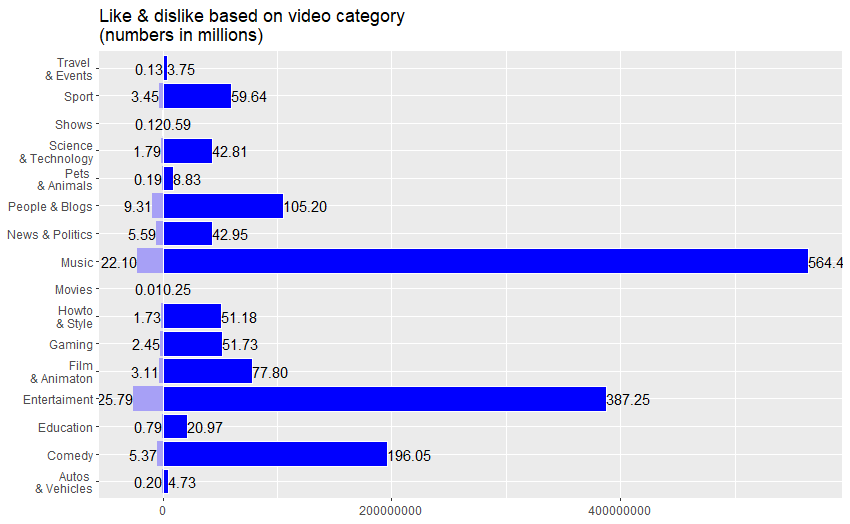 Like & dislike based on video category
(numbers in millions)
Travel
& Events
0.13 3.75
Sport
3.45 59.64
Shows
0.12 0.59
Science
& Technology
1.79 42.81
Pets
& Animals
0.19 8.83
People & Blogs
9.31 105.20
News & Politics
5.59 42.95
Music
22.10 564.4
Movies
0.01 0.25
Howto
& Style
1.73 51.18
Gaming
2.45 51.73
Film
& Animaton
3.11 77.80
Entertaiment
25.79 387.25
Education
0.79 20.97
Comedy
5.37 196.05
Autos
& Vehicles
0.20 4.73
0 200000000 400000000